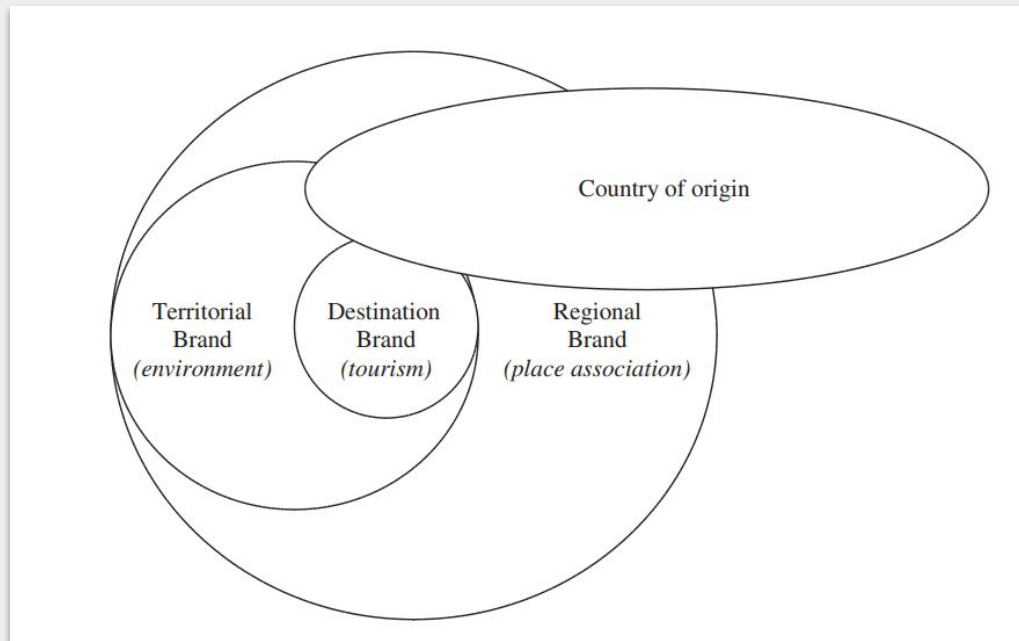 Country of origin
Territorial
Brand
(environment)
Destination
Brand
(tourism)
Regional
Brand
(place association)